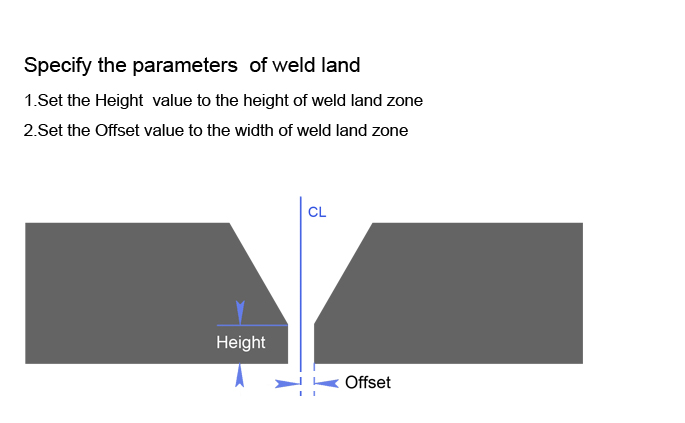 Specify the parameters  of weld land
1.Set the Height  value to the height of weld land zone
2.Set the Offset value to the width of weld land zone
CL
Height
Offset